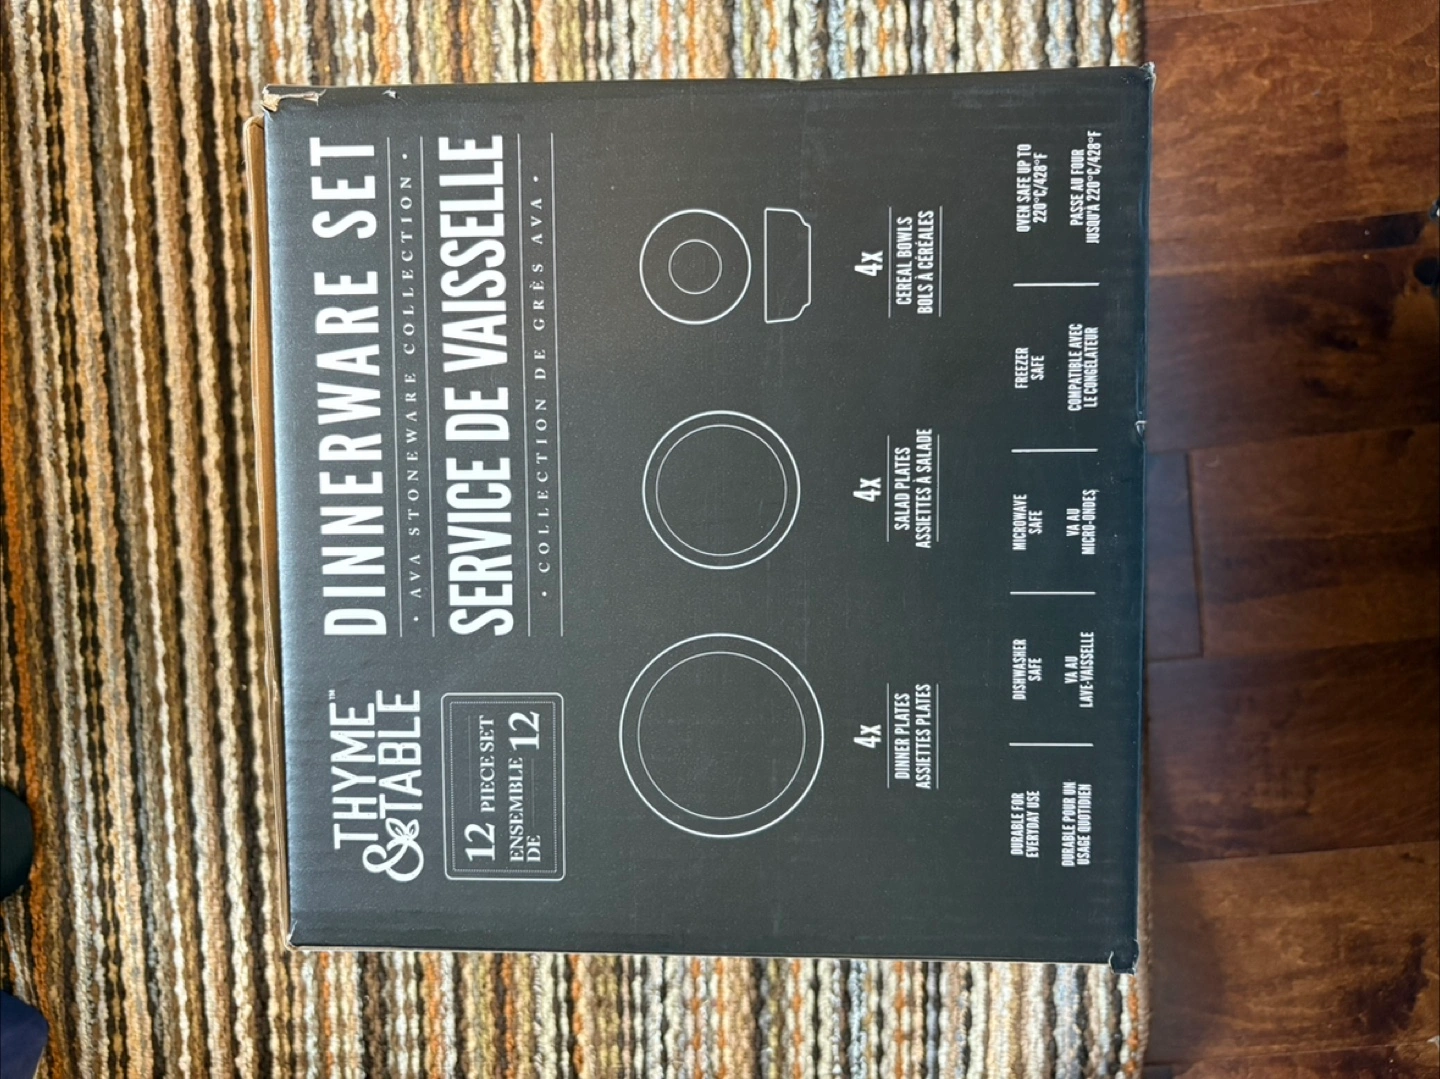 THYME™
&TABLE
12 PIECE SET
ENSEMBLE 12
DE
DINNERWARE SET
• AVA STONEWARE COLLECTION •
SERVICE DE VAISSELLE
• COLLECTION DE GRÈS AVA •
4X
DINNER PLATES
ASSIETTES PLATES
4X
SALAD PLATES
ASSIETTES À SALADE
4X
CEREAL BOWLS
BOLS À CÉRÉALES
DURABLE FOR
EVERYDAY USE
DURABLE POUR UN
USAGE QUOTIDIEN
DISHWASHER
SAFE
VA AU
LAVE-VAISSELLE
MICROWAVE
SAFE
VA AU
MICRO-ONDES
FREEZER
SAFE
COMPATIBLE AVEC
LE CONGÉLATEUR
OVEN SAFE UP TO
220°C/428°F
PASSE AU FOUR
JUSQU'À 220°C/428°F